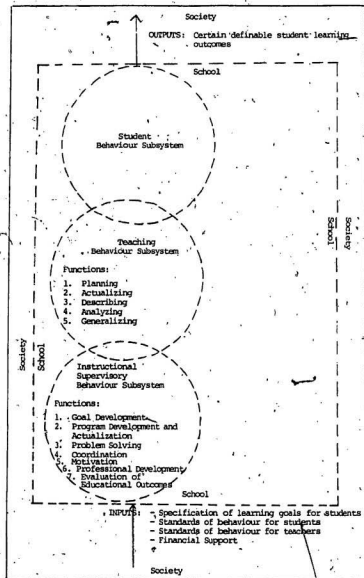 Society
OUTPUTS: Certain definable student learning
outcomes
School
Student
Behaviour Subsystem
Teaching
Behaviour Subsystem
School
Society
Functions:
1. Planning
2. Actualizing
3. Describing
4. Analyzing
5. Generalizing
Society
School
Instructional
Supervisory
Behaviour Subsystem
Functions:
1. Goal Development
2. Program Development and
Actualization
3. Problem Solving
4. Coordination
5. Motivation
6. Professional Development
7. Evaluation of
Educational Outcomes
School
INPUTS: - Specification of learning goals for students
- Standards of behaviour for students
- Standards of behaviour for teachers
- Financial Support
Society